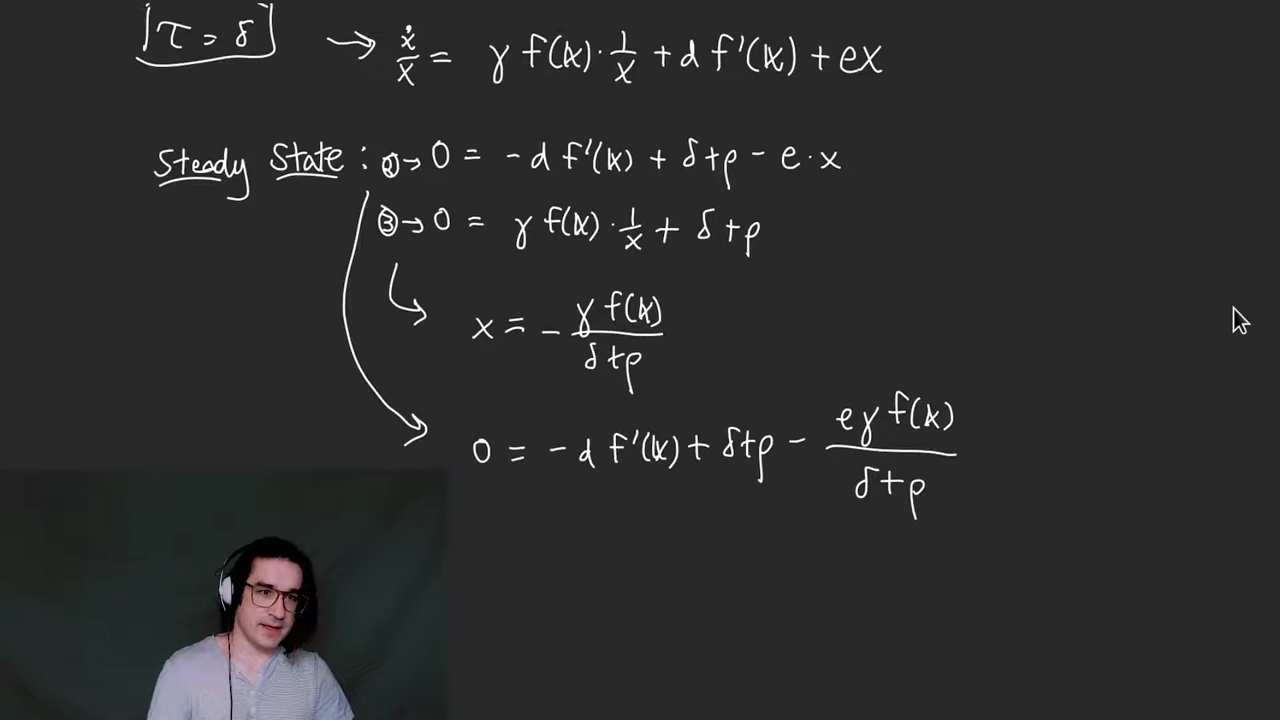 [τ = δ] → ẋ/x = γ f(k) · 1/x + d f'(k) + ex
Steady State : ②→ 0 = - d f'(k) + δ+ρ - e · x
③→ 0 = γ f(k) · 1/x + δ+ρ
x = - γ f(k) / δ+ρ
0 = - d f'(k) + δ+ρ - eγ f(k) / δ+ρ